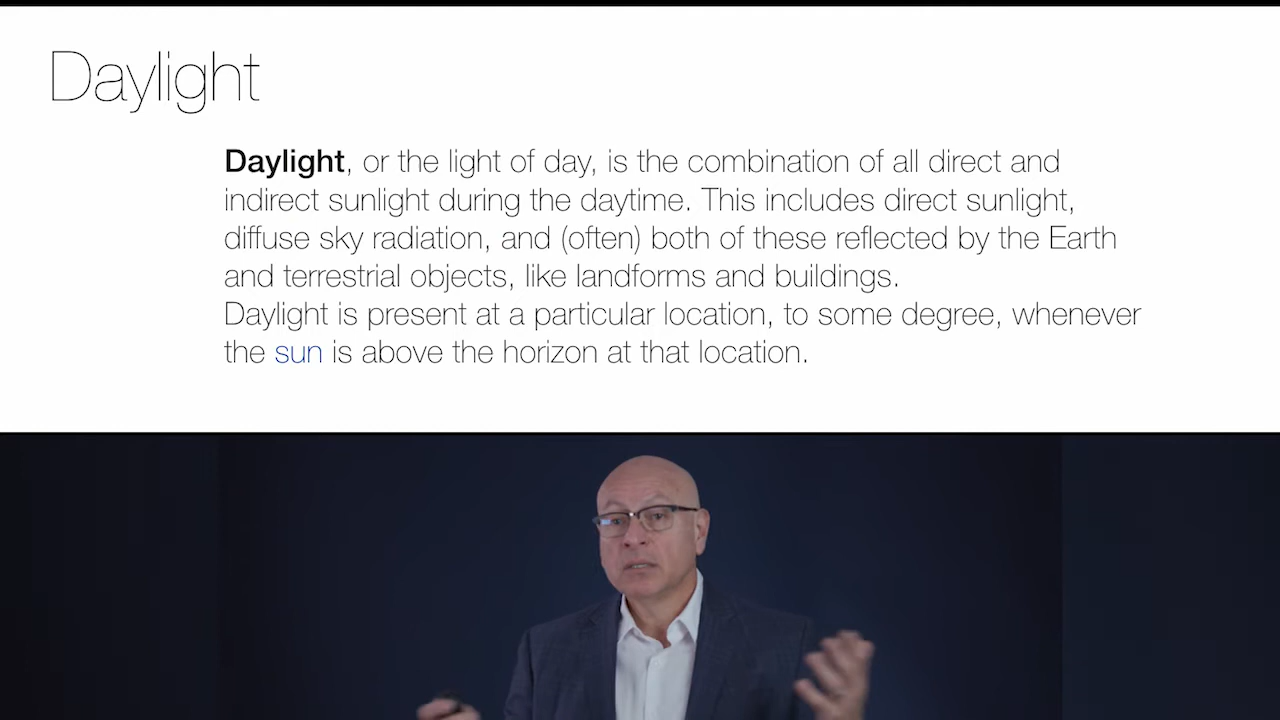 Daylight
Daylight, or the light of day, is the combination of all direct and
indirect sunlight during the daytime. This includes direct sunlight,
diffuse sky radiation, and (often) both of these reflected by the Earth
and terrestrial objects, like landforms and buildings.
Daylight is present at a particular location, to some degree, whenever
the sun is above the horizon at that location.